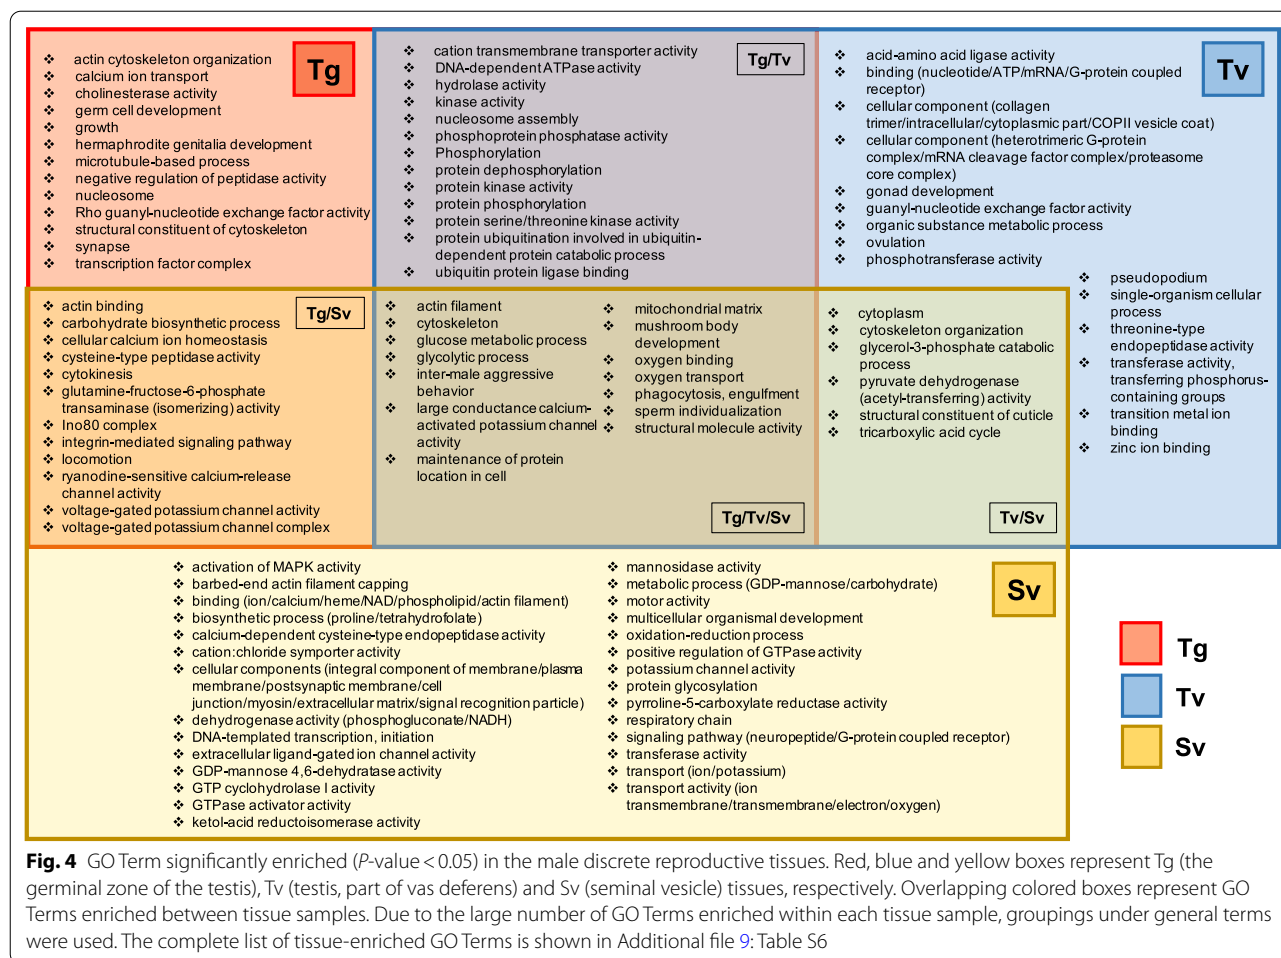 Tg
❖ actin cytoskeleton organization
❖ calcium ion transport
❖ cholinesterase activity
❖ germ cell development
❖ growth
❖ hermaphrodite genitalia development
❖ microtubule-based process
❖ negative regulation of peptidase activity
❖ nucleosome
❖ Rho guanyl-nucleotide exchange factor activity
❖ structural constituent of cytoskeleton
❖ synapse
❖ transcription factor complex
Tg/Tv
❖ cation transmembrane transporter activity
❖ DNA-dependent ATPase activity
❖ hydrolase activity
❖ kinase activity
❖ nucleosome assembly
❖ phosphoprotein phosphatase activity
❖ Phosphorylation
❖ protein dephosphorylation
❖ protein kinase activity
❖ protein phosphorylation
❖ protein serine/threonine kinase activity
❖ protein ubiquitination involved in ubiquitin-
dependent protein catabolic process
❖ ubiquitin protein ligase binding
Tv
❖ acid-amino acid ligase activity
❖ binding (nucleotide/ATP/mRNA/G-protein coupled
receptor)
❖ cellular component (collagen
trimer/intracellular/cytoplasmic part/COPII vesicle coat)
❖ cellular component (heterotrimeric G-protein
complex/mRNA cleavage factor complex/proteasome
core complex)
❖ gonad development
❖ guanyl-nucleotide exchange factor activity
❖ organic substance metabolic process
❖ ovulation
❖ phosphotransferase activity
❖ pseudopodium
❖ single-organism cellular
process
❖ threonine-type
endopeptidase activity
❖ transferase activity,
transferring phosphorus-
containing groups
❖ transition metal ion
binding
❖ zinc ion binding
Tg/Sv
❖ actin binding
❖ carbohydrate biosynthetic process
❖ cellular calcium ion homeostasis
❖ cysteine-type peptidase activity
❖ cytokinesis
❖ glutamine-fructose-6-phosphate
transaminase (isomerizing) activity
❖ Ino80 complex
❖ integrin-mediated signaling pathway
❖ locomotion
❖ ryanodine-sensitive calcium-release
channel activity
❖ voltage-gated potassium channel activity
❖ voltage-gated potassium channel complex
❖ actin filament
❖ cytoskeleton
❖ glucose metabolic process
❖ glycolytic process
❖ inter-male aggressive
behavior
❖ large conductance calcium-
activated potassium channel
activity
❖ maintenance of protein
location in cell
❖ mitochondrial matrix
❖ mushroom body
development
❖ oxygen binding
❖ oxygen transport
❖ phagocytosis, engulfment
❖ sperm individualization
❖ structural molecule activity
Tg/Tv/Sv
❖ cytoplasm
❖ cytoskeleton organization
❖ glycerol-3-phosphate catabolic
process
❖ pyruvate dehydrogenase
(acetyl-transferring) activity
❖ structural constituent of cuticle
❖ tricarboxylic acid cycle
Tv/Sv
❖ activation of MAPK activity
❖ barbed-end actin filament capping
❖ binding (ion/calcium/heme/NAD/phospholipid/actin filament)
❖ biosynthetic process (proline/tetrahydrofolate)
❖ calcium-dependent cysteine-type endopeptidase activity
❖ cation:chloride symporter activity
❖ cellular components (integral component of membrane/plasma
membrane/postsynaptic membrane/cell
junction/myosin/extracellular matrix/signal recognition particle)
❖ dehydrogenase activity (phosphogluconate/NADH)
❖ DNA-templated transcription, initiation
❖ extracellular ligand-gated ion channel activity
❖ GDP-mannose 4,6-dehydratase activity
❖ GTP cyclohydrolase I activity
❖ GTPase activator activity
❖ ketol-acid reductoisomerase activity
❖ mannosidase activity
❖ metabolic process (GDP-mannose/carbohydrate)
❖ motor activity
❖ multicellular organismal development
❖ oxidation-reduction process
❖ positive regulation of GTPase activity
❖ potassium channel activity
❖ protein glycosylation
❖ pyrroline-5-carboxylate reductase activity
❖ respiratory chain
❖ signaling pathway (neuropeptide/G-protein coupled receptor)
❖ transferase activity
❖ transport (ion/potassium)
❖ transport activity (ion
transmembrane/transmembrane/electron/oxygen)
Sv
Tg
Tv
Sv
Fig. 4 GO Term significantly enriched (P-value < 0.05) in the male discrete reproductive tissues. Red, blue and yellow boxes represent Tg (the
germinal zone of the testis), Tv (testis, part of vas deferens) and Sv (seminal vesicle) tissues, respectively. Overlapping colored boxes represent GO
Terms enriched between tissue samples. Due to the large number of GO Terms enriched within each tissue sample, groupings under general terms
were used. The complete list of tissue-enriched GO Terms is shown in Additional file 9: Table S6